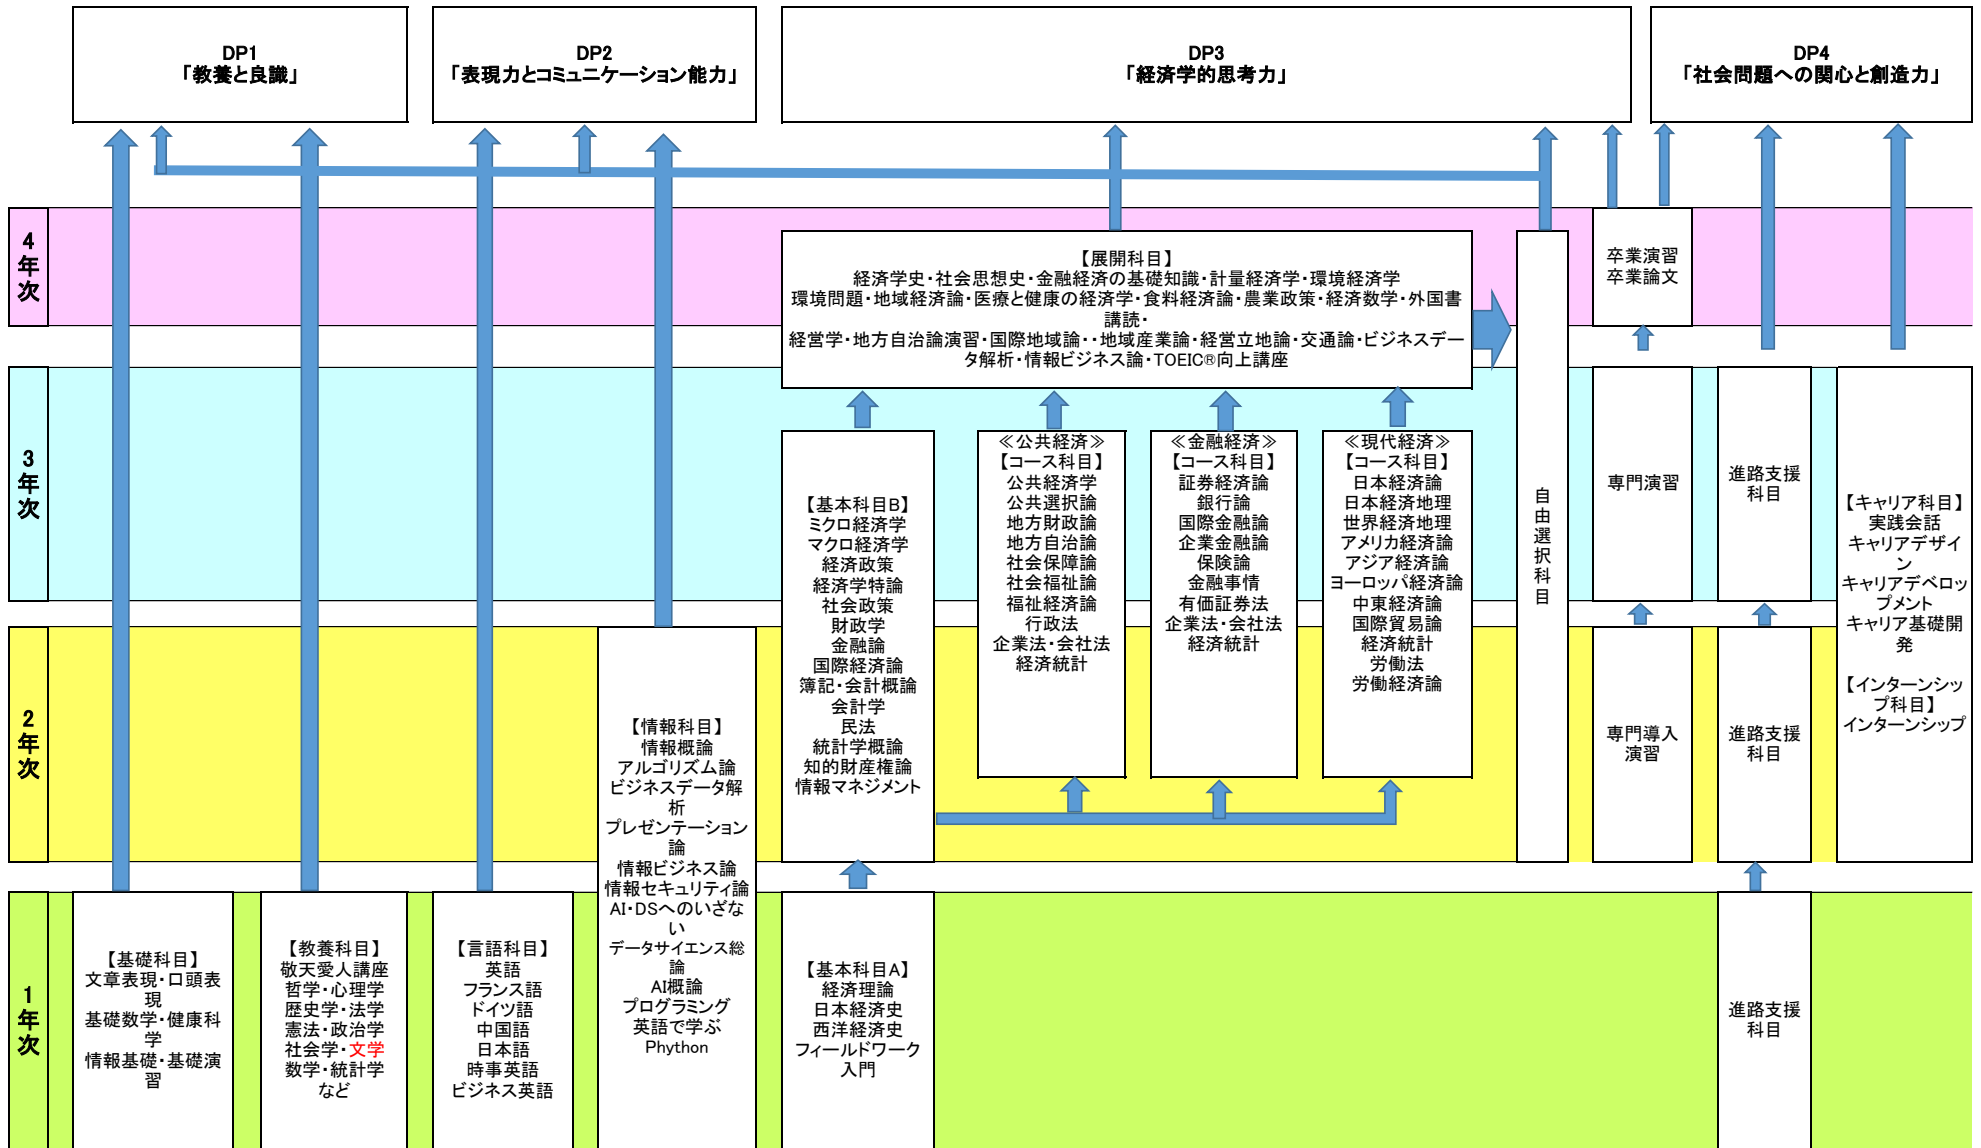 DP1
「教養と良識」
DP2
「表現力とコミュニケーション能力」
DP3
「経済学的思考力」
DP4
「社会問題への関心と創造力」
4年次
【展開科目】
経済学史・社会思想史・金融経済の基礎知識・計量経済学・環境経済学
環境問題・地域経済論・医療と健康の経済学・食料経済論・農業政策・経済数学・外国書
講読・
経営学・地方自治論演習・国際地域論・・地域産業論・経営立地論・交通論・ビジネスデー
タ解析・情報ビジネス論・TOEIC®向上講座
自由選択科目
卒業演習
卒業論文
3年次
【基本科目B】
ミクロ経済学
マクロ経済学
経済政策
経済学特論
社会政策
財政学
金融論
国際経済論
簿記・会計概論
会計学
民法
統計学概論
知的財産権論
情報マネジメント
≪公共経済≫
【コース科目】
公共経済学
公共選択論
地方財政論
地方自治論
社会保障論
社会福祉論
福祉経済論
行政法
企業法・会社法
経済統計
≪金融経済≫
【コース科目】
証券経済論
銀行論
国際金融論
企業金融論
保険論
金融事情
有価証券法
企業法・会社法
経済統計
≪現代経済≫
【コース科目】
日本経済論
日本経済地理
世界経済地理
アメリカ経済論
アジア経済論
ヨーロッパ経済論
中東経済論
国際貿易論
経済統計
労働法
労働経済論
専門演習
進路支援
科目
【キャリア科目】
実践会話
キャリアデザイ
ン
キャリアデベロッ
プメント
キャリア基礎開
発
【インターンシッ
プ科目】
インターンシップ
2年次
【情報科目】
情報概論
アルゴリズム論
ビジネスデータ解
析
プレゼンテーション
論
情報ビジネス論
情報セキュリティ論
AI・DSへのいざな
い
データサイエンス総
論
AI概論
プログラミング
英語で学ぶ
Phython
専門導入
演習
進路支援
科目
1年次
【基礎科目】
文章表現・口頭表
現
基礎数学・健康科
学
情報基礎・基礎演
習
【教養科目】
敬天愛人講座
哲学・心理学
歴史学・法学
憲法・政治学
社会学・文学
数学・統計学
など
【言語科目】
英語
フランス語
ドイツ語
中国語
日本語
時事英語
ビジネス英語
【基本科目A】
経済理論
日本経済史
西洋経済史
フィールドワーク
入門
進路支援
科目